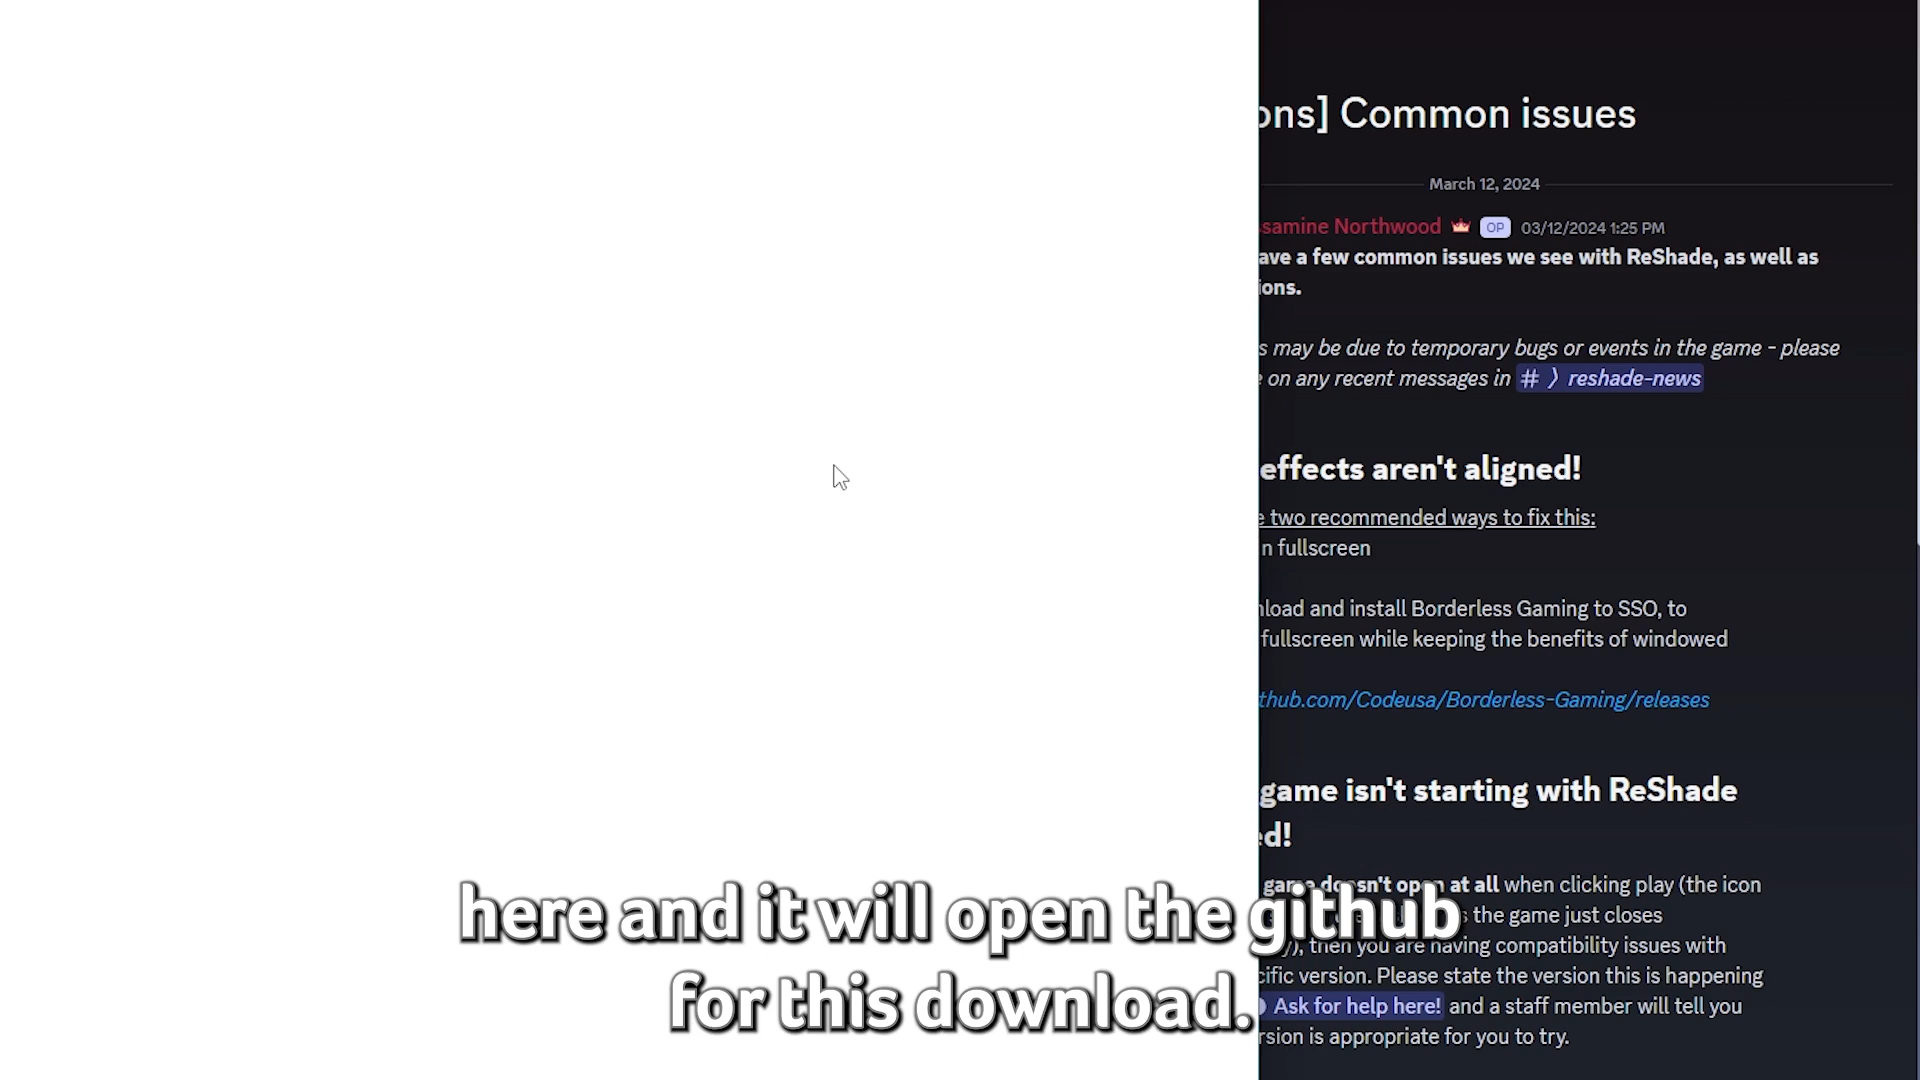 ons] Common issues
March 12, 2024
samine Northwood OP 03/12/2024 1:25 PM
ave a few common issues we see with ReShade, as well as
ions.
s may be due to temporary bugs or events in the game - please
on any recent messages in # 〉 reshade-news
effects aren't aligned!
two recommended ways to fix this:
n fullscreen
load and install Borderless Gaming to SSO, to
fullscreen while keeping the benefits of windowed
thub.com/Codeusa/Borderless-Gaming/releases
game isn't starting with ReShade
ed!
game doesn't open at all when clicking play (the icon
the game just closes
y), then you are having compatibility issues with
cific version. Please state the version this is happening
Ask for help here! and a staff member will tell you
rsion is appropriate for you to try.
here and it will open the github
for this download.